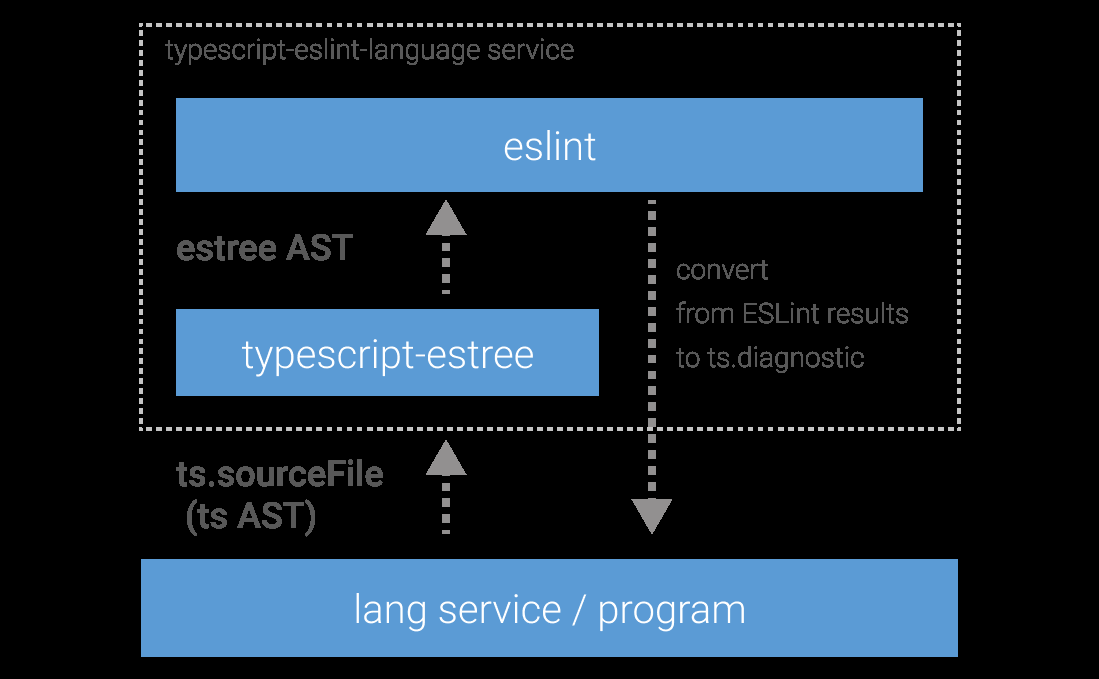 typescript-eslint-language service
eslint
estree AST
convert
from ESLint results
to ts.diagnostic
typescript-estree
ts.sourceFile
(ts AST)
lang service / program